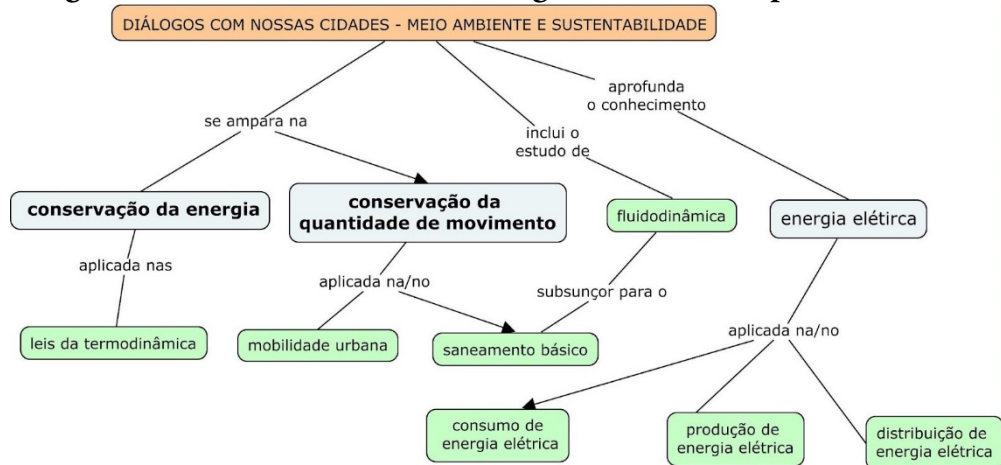 DIÁLOGOS COM NOSSAS CIDADES - MEIO AMBIENTE E SUSTENTABILIDADE
aprofunda
o conhecimento
se ampara na
inclui o
estudo de
conservação da energia
conservação da
quantidade de movimento
fluidodinâmica
energia elétirca
aplicada nas
aplicada na/no
subsunçor para o
aplicada na/no
leis da termodinâmica
mobilidade urbana
saneamento básico
consumo de
energia elétrica
produção de
energia elétrica
distribuição de
energia elétrica